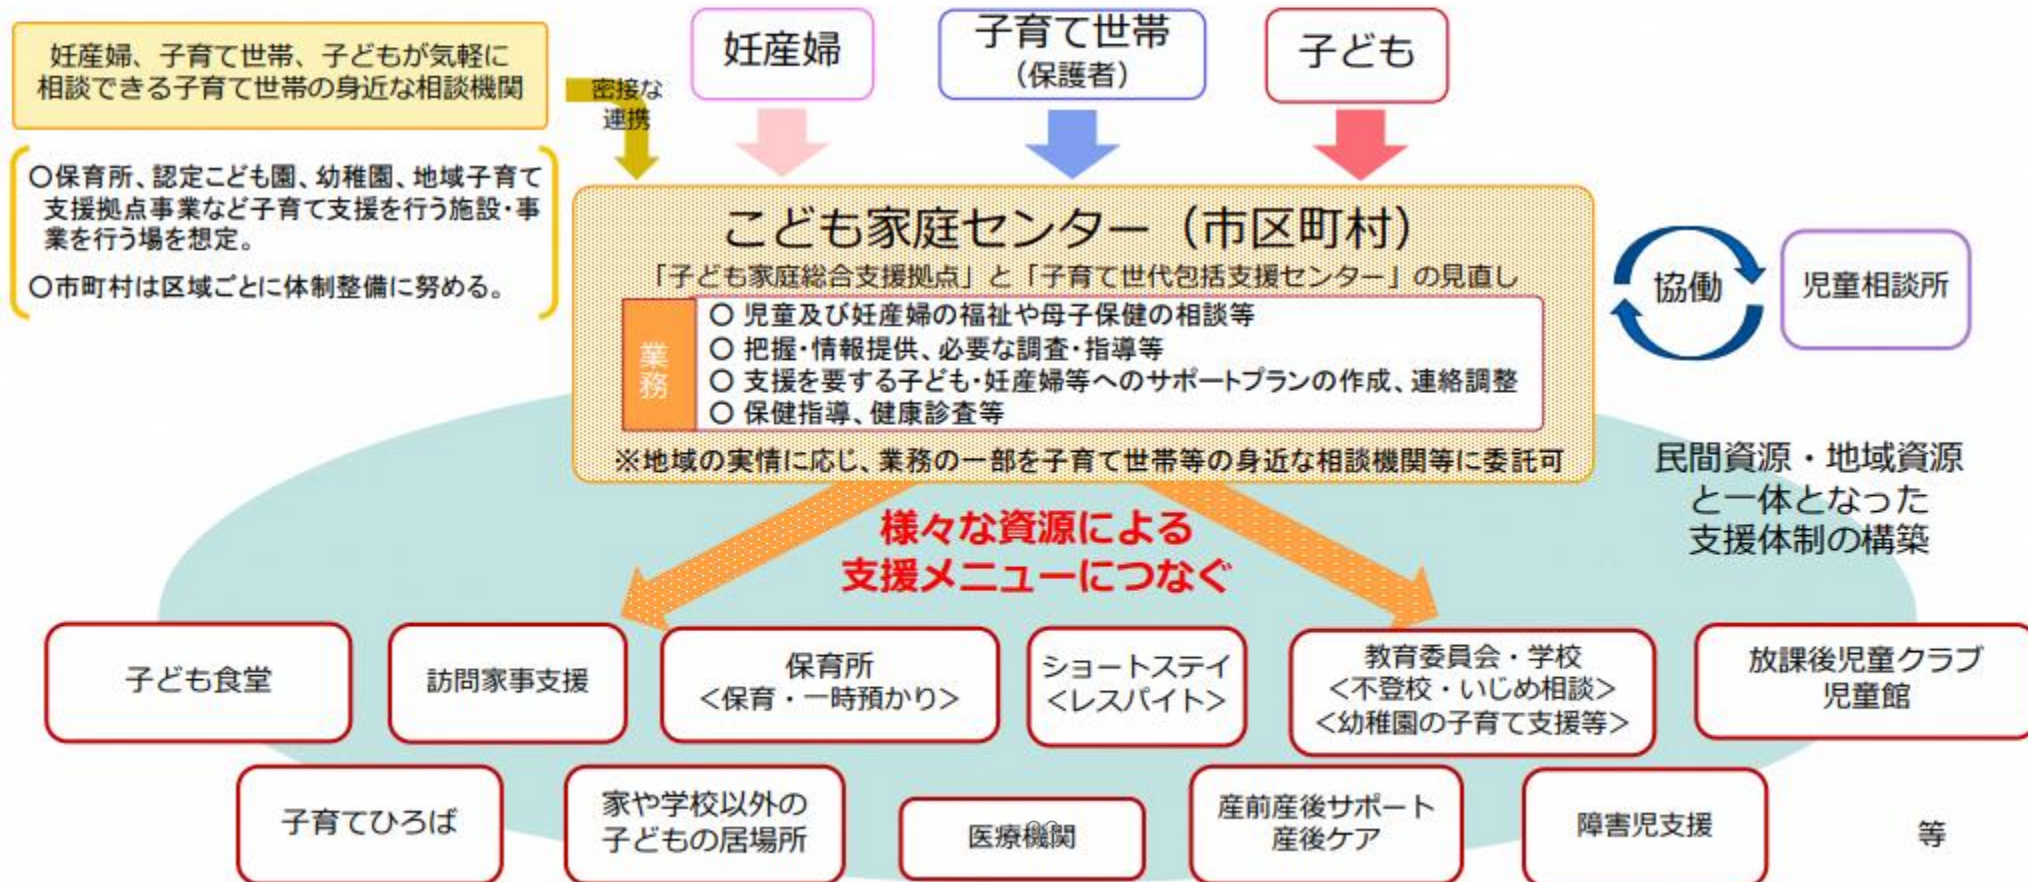 妊産婦、子育て世帯、子どもが気軽に
相談できる子育て世帯の身近な相談機関
密接な
連携
妊産婦
子育て世帯
（保護者）
子ども
〇保育所、認定こども園、幼稚園、地域子育て
支援拠点事業など子育て支援を行う施設・事
業を行う場を想定。
〇市町村は区域ごとに体制整備に努める。
こども家庭センター（市区町村）
「子ども家庭総合支援拠点」と「子育て世代包括支援センター」の見直し
業務
〇 児童及び妊産婦の福祉や母子保健の相談等
〇 把握・情報提供、必要な調査・指導等
〇 支援を要する子ども・妊産婦等へのサポートプランの作成、連絡調整
〇 保健指導、健康診査等
※地域の実情に応じ、業務の一部を子育て世帯等の身近な相談機関等に委託可
協働
児童相談所
民間資源・地域資源
と一体となった
支援体制の構築
様々な資源による
支援メニューにつなぐ
子ども食堂
訪問家事支援
保育所
＜保育・一時預かり＞
ショートステイ
＜レスパイト＞
教育委員会・学校
＜不登校・いじめ相談＞
＜幼稚園の子育て支援等＞
放課後児童クラブ
児童館
子育てひろば
家や学校以外の
子どもの居場所
医療機関
産前産後サポート
産後ケア
障害児支援
等